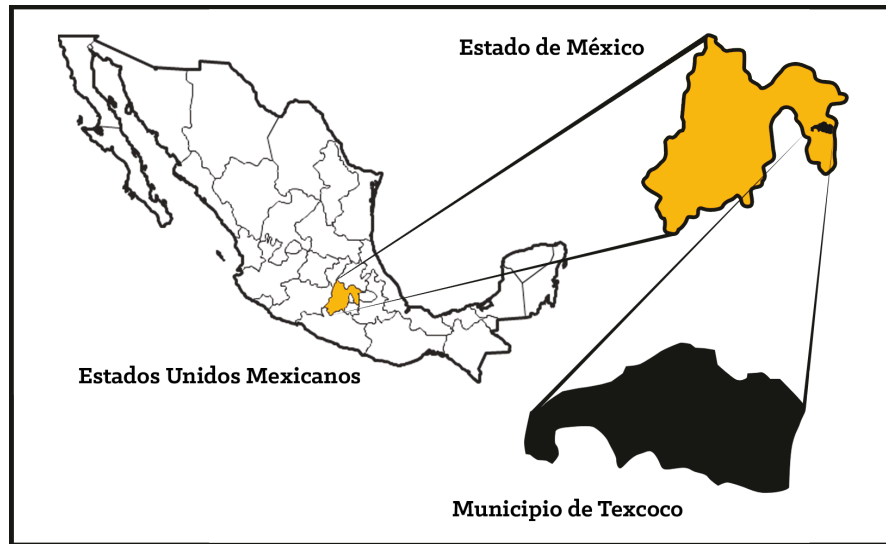 Estado de México
Estados Unidos Mexicanos
Municipio de Texcoco